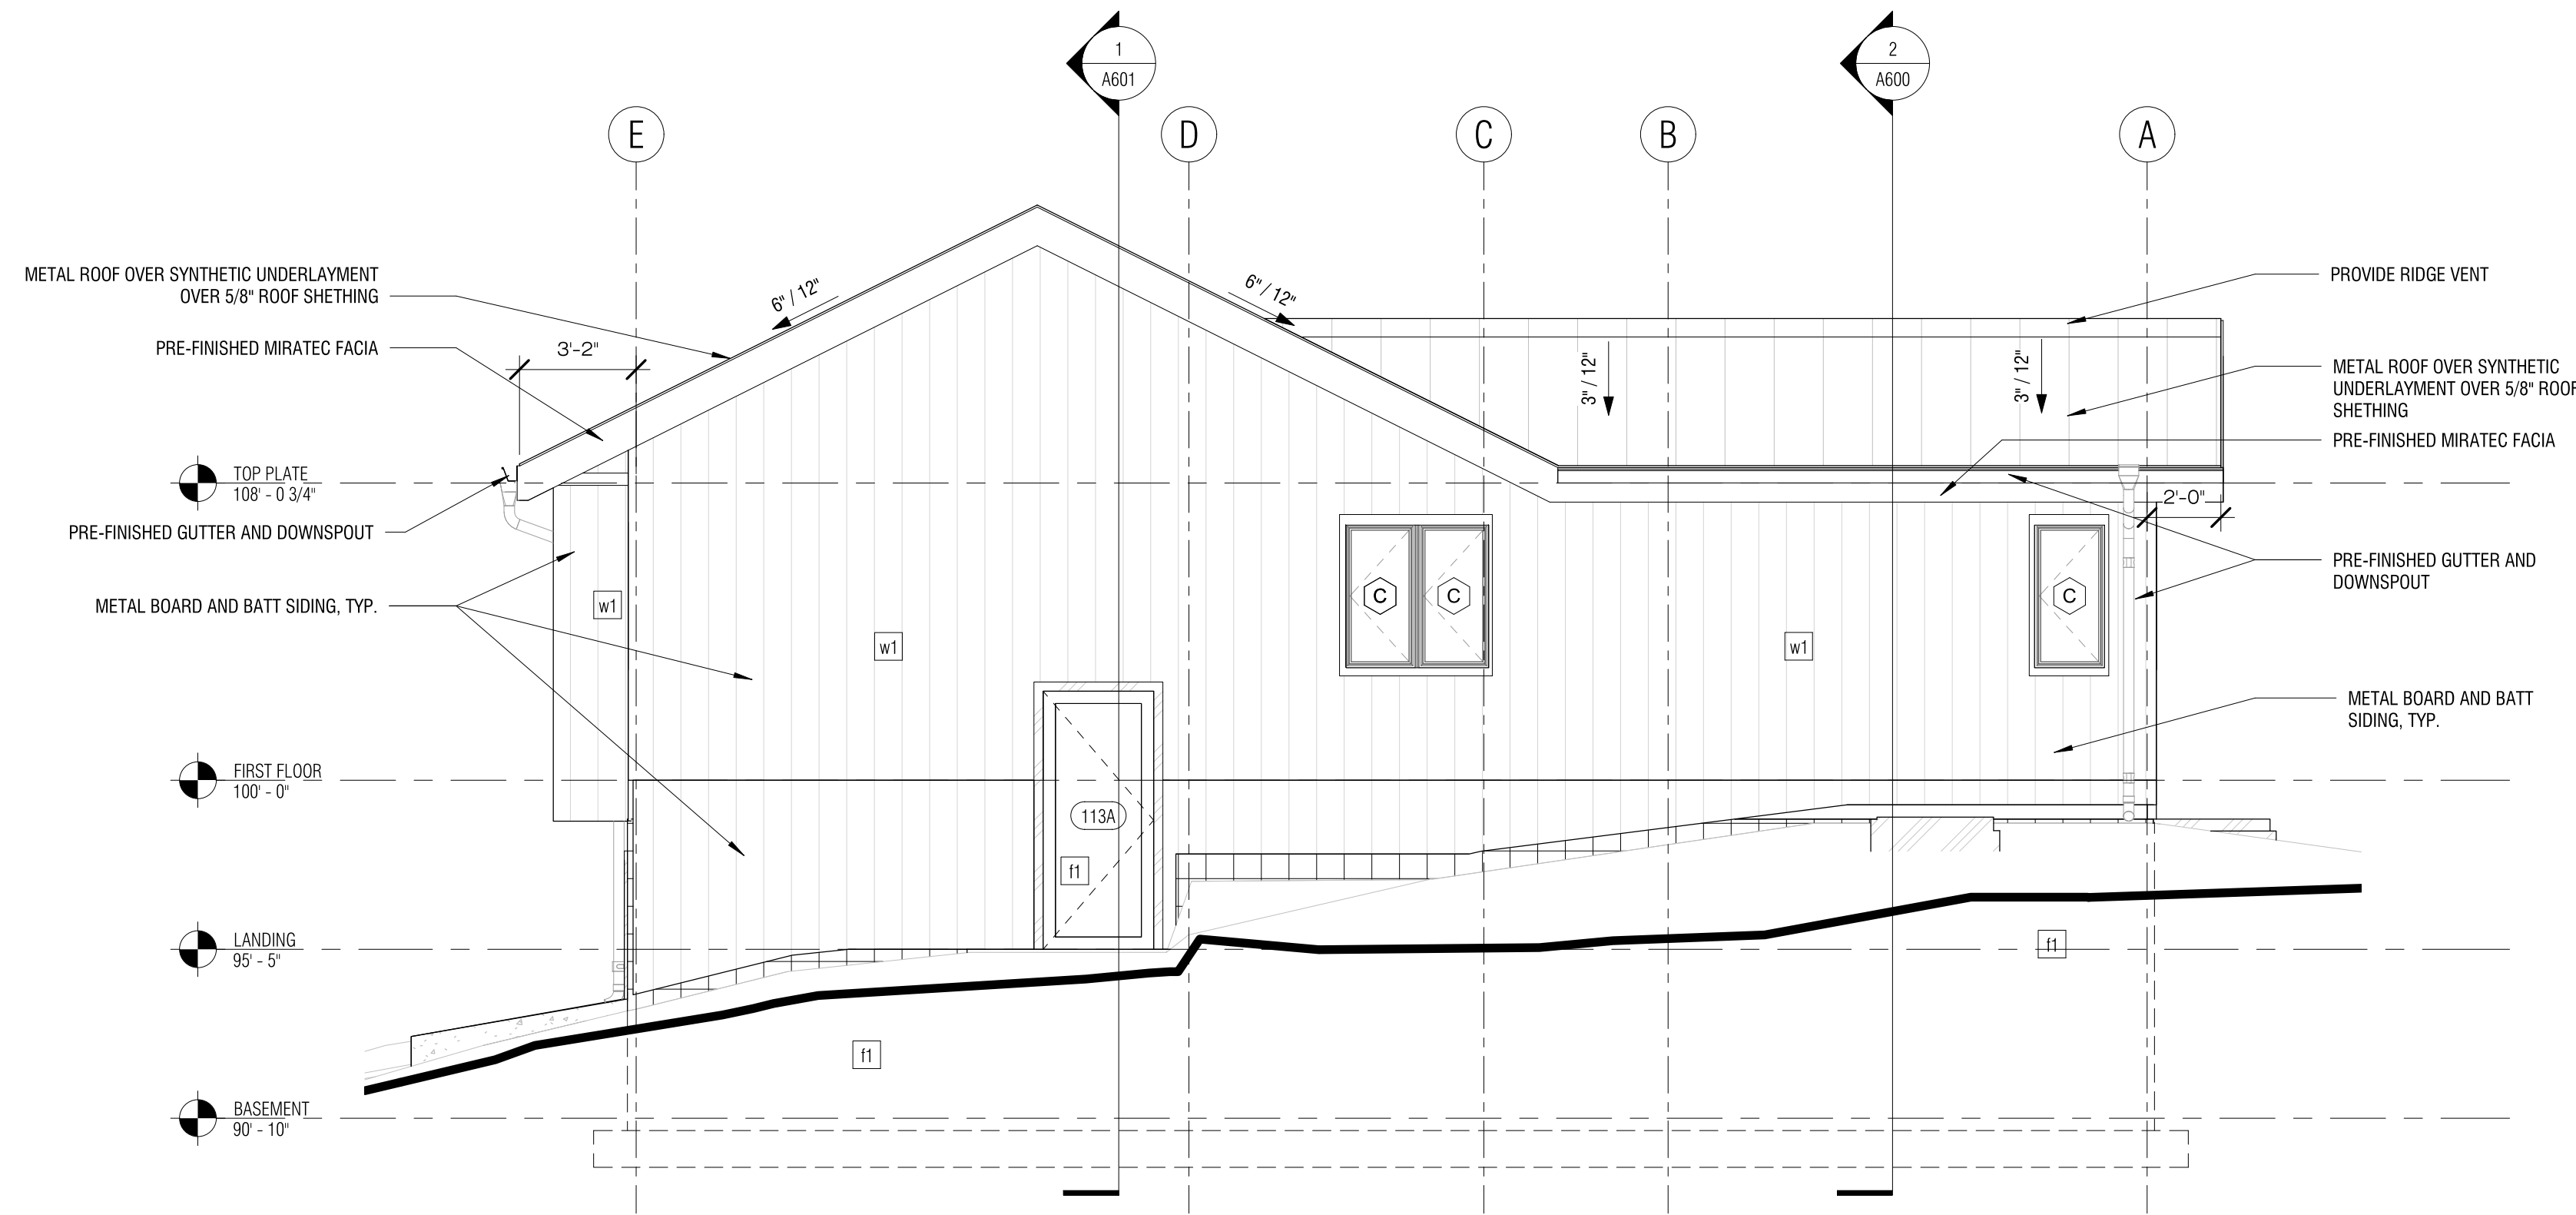 1
A601
2
A600
E
D
C
B
A
METAL ROOF OVER SYNTHETIC UNDERLAYMENT
OVER 5/8" ROOF SHETHING
PRE-FINISHED MIRATEC FACIA
3'-2"
6" / 12"
6" / 12"
3" / 12"
3" / 12"
PROVIDE RIDGE VENT
METAL ROOF OVER SYNTHETIC
UNDERLAYMENT OVER 5/8" ROOF
SHETHING
PRE-FINISHED MIRATEC FACIA
TOP PLATE
108' - 0 3/4"
2'-0"
PRE-FINISHED GUTTER AND DOWNSPOUT
PRE-FINISHED GUTTER AND
DOWNSPOUT
METAL BOARD AND BATT SIDING, TYP.
w1
w1
C
C
w1
C
METAL BOARD AND BATT
SIDING, TYP.
FIRST FLOOR
100' - 0"
113A
f1
LANDING
95' - 5"
f1
f1
BASEMENT
90' - 10"